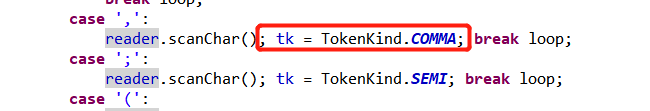 break loop;
case ',':
reader.scanChar(); tk = TokenKind.COMMA; break loop;
case ';':
reader.scanChar(); tk = TokenKind.SEMI; break loop;
case '(':